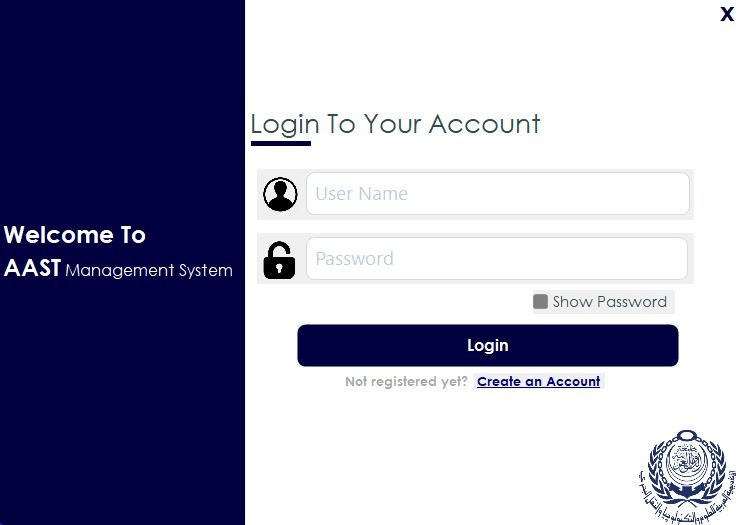 X
Login To Your Account
User Name
Password
Show Password
Login
Not registered yet? Create an Account
Welcome To
AAST Management System